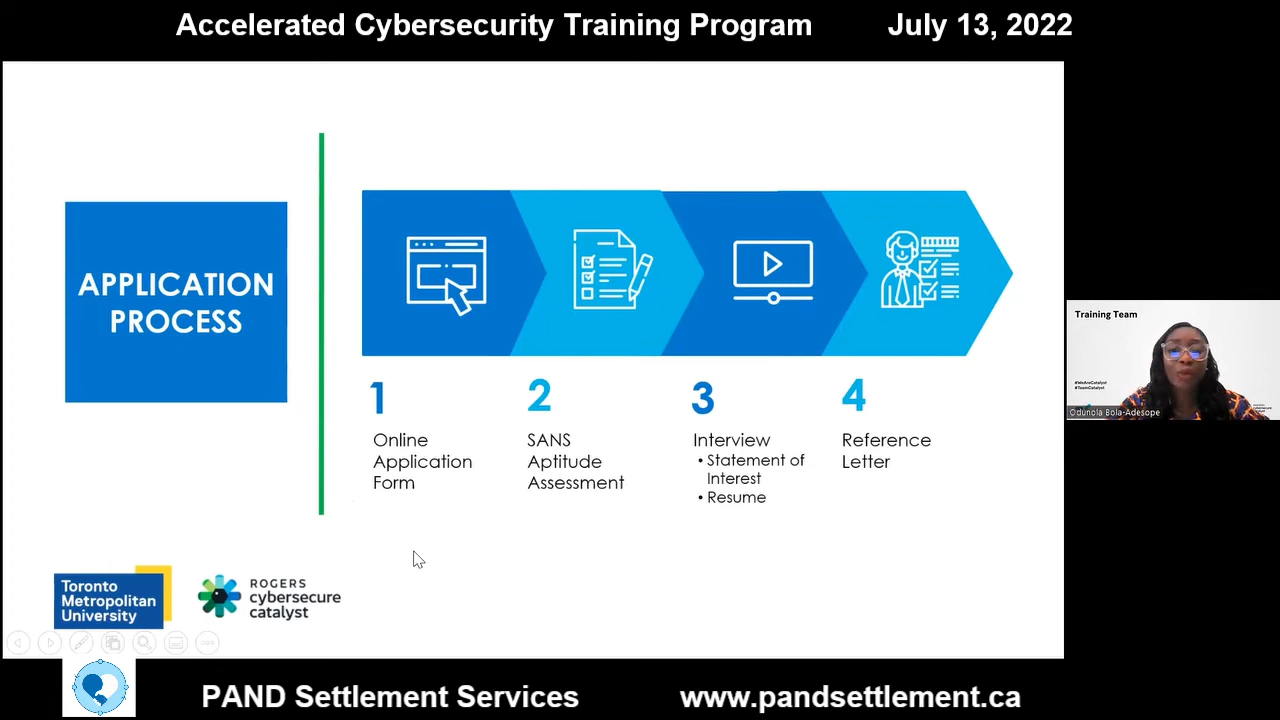 Accelerated Cybersecurity Training Program July 13, 2022
APPLICATION
PROCESS
1
Online
Application
Form
2
SANS
Aptitude
Assessment
3
Interview
• Statement of
Interest
• Resume
4
Reference
Letter
Toronto
Metropolitan
University
ROGERS
cybersecure
catalyst
Training Team
#WeAreCatalyst
#TeamCatalyst
Odunola Bola-Adesope
PAND Settlement Services www.pandsettlement.ca